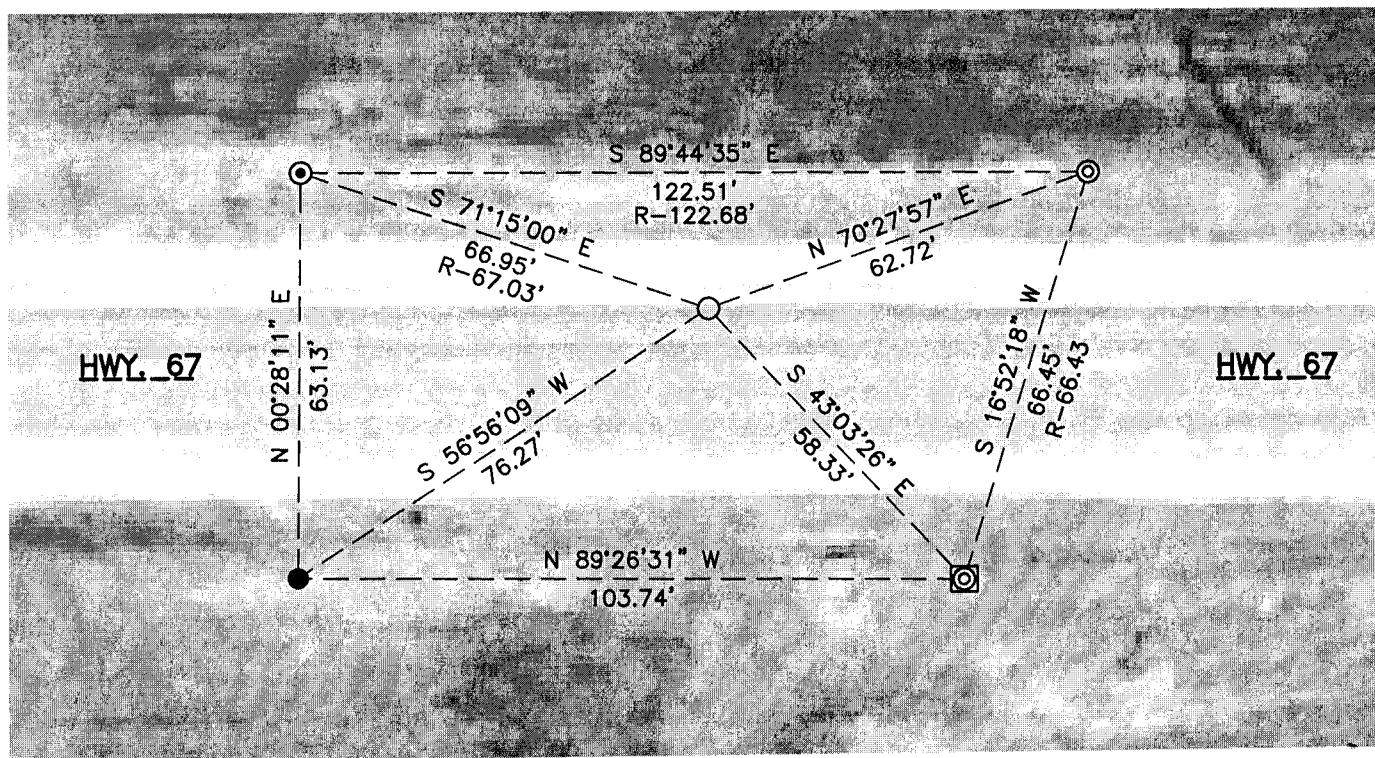 S 89°44'35" E
122.51'
R-122.68'
S 71°15'00" E
66.95'
R-67.03'
N 70°27'57" E
62.72'
N 00°28'11" E
63.13'
HWY. 67
HWY. 67
S 16°52'18" W
66.45'
R-66.43
S 56°56'09" W
76.27'
S 43°03'26" E
58.33'
N 89°26'31" W
103.74'